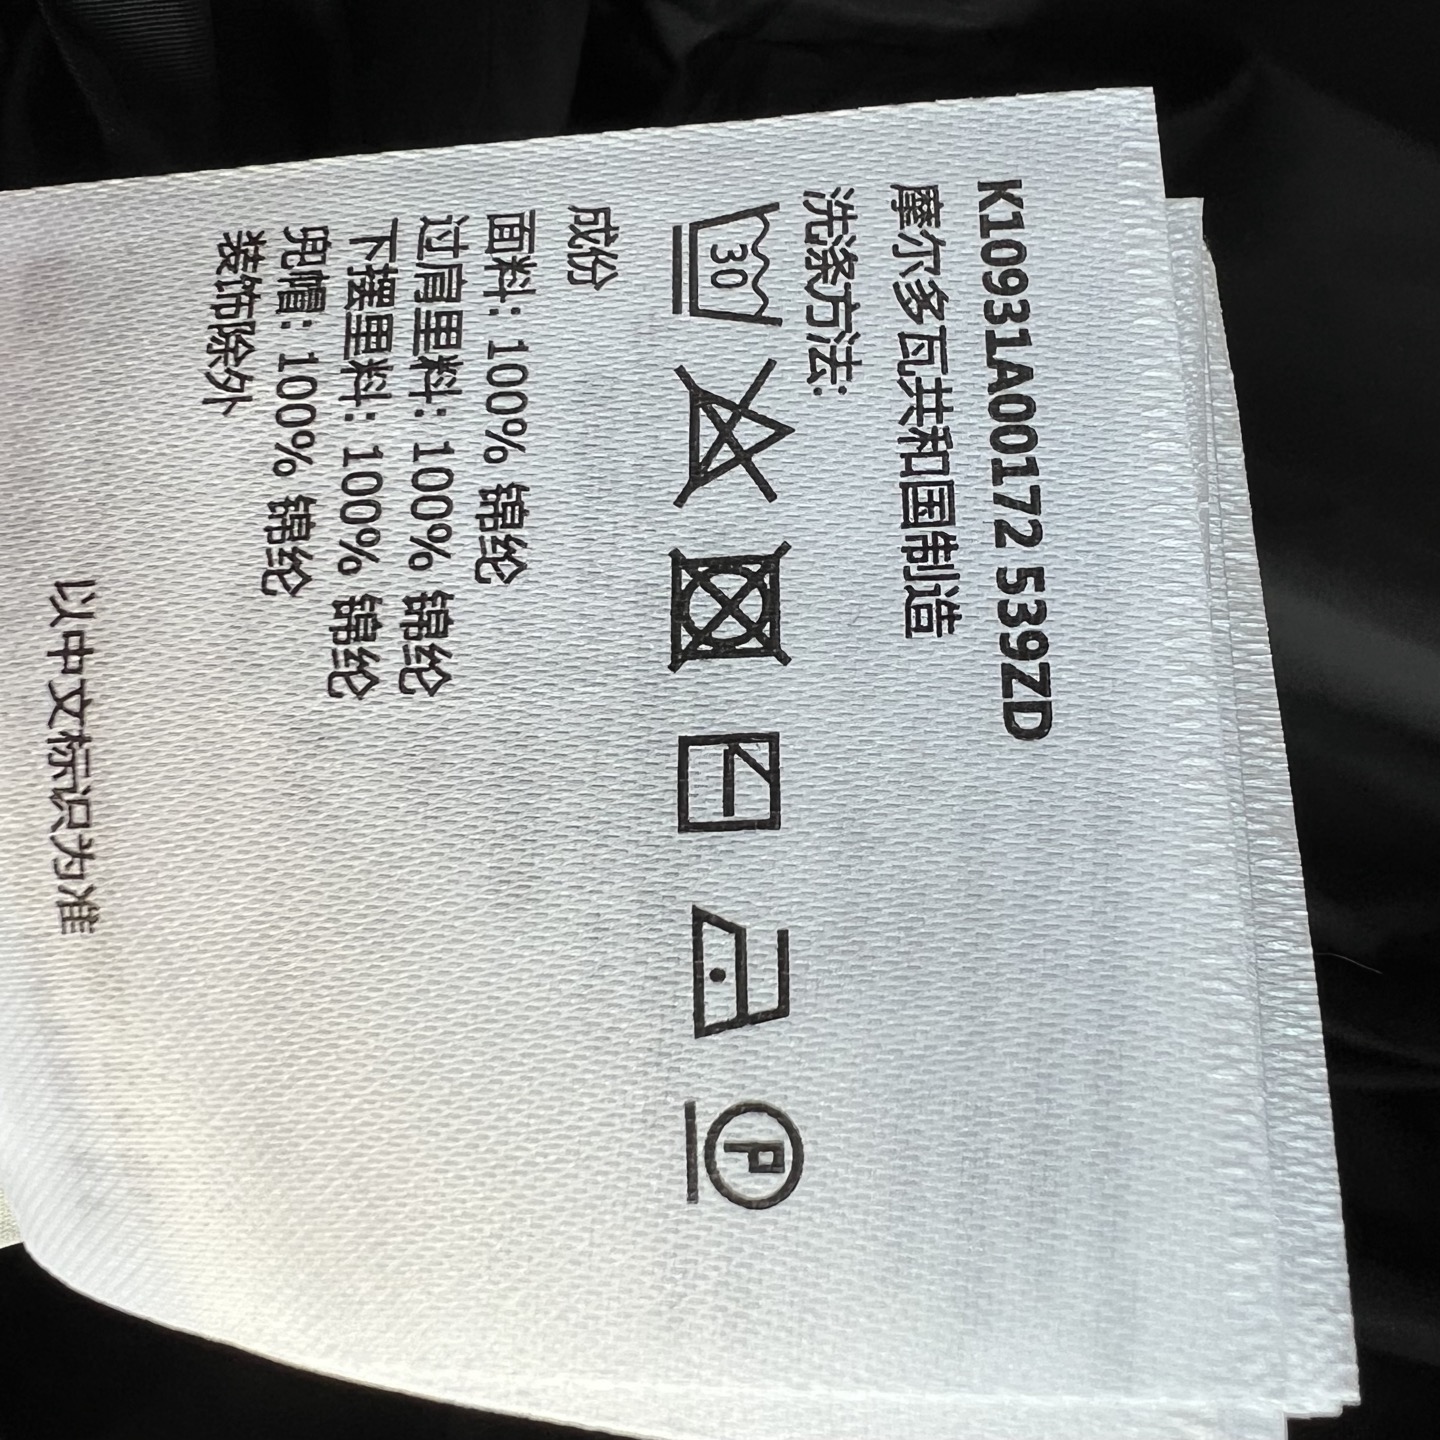 K10931A00172 539ZD
摩尔多瓦共和国制造
洗涤方法:
30
P
成份
面料: 100% 锦纶
过肩里料: 100% 锦纶
下摆里料: 100% 锦纶
兜帽: 100% 锦纶
装饰除外
以中文标识为准